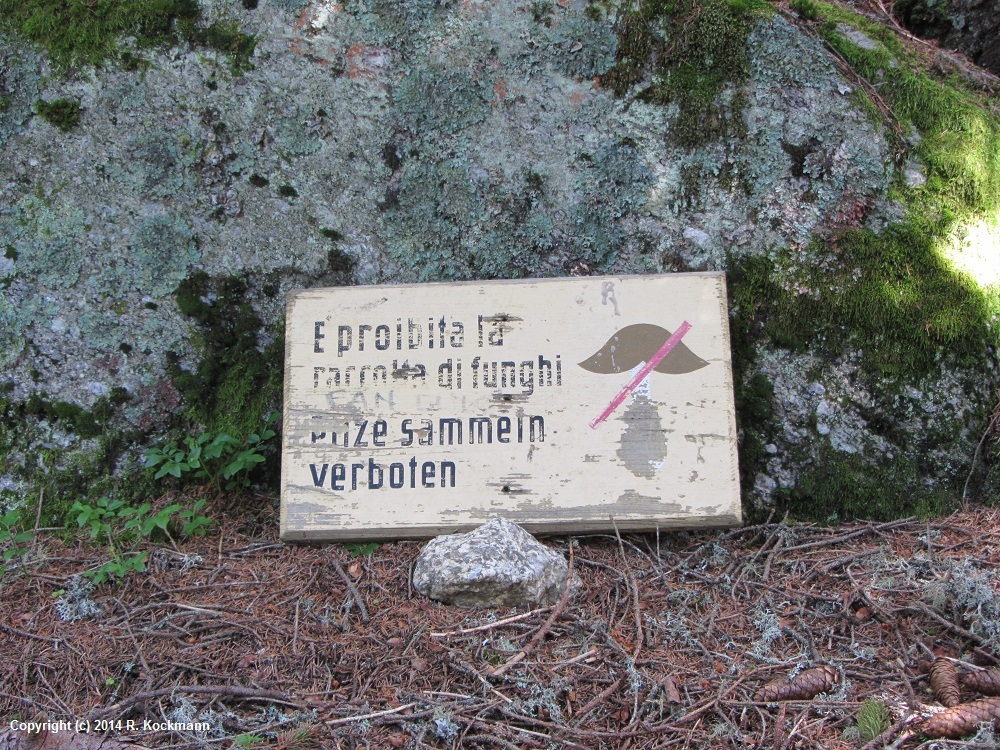 E proibita la
raccolta di funghi
Pilze sammeln
verboten
Copyright (c) 2014 R. Kockmann